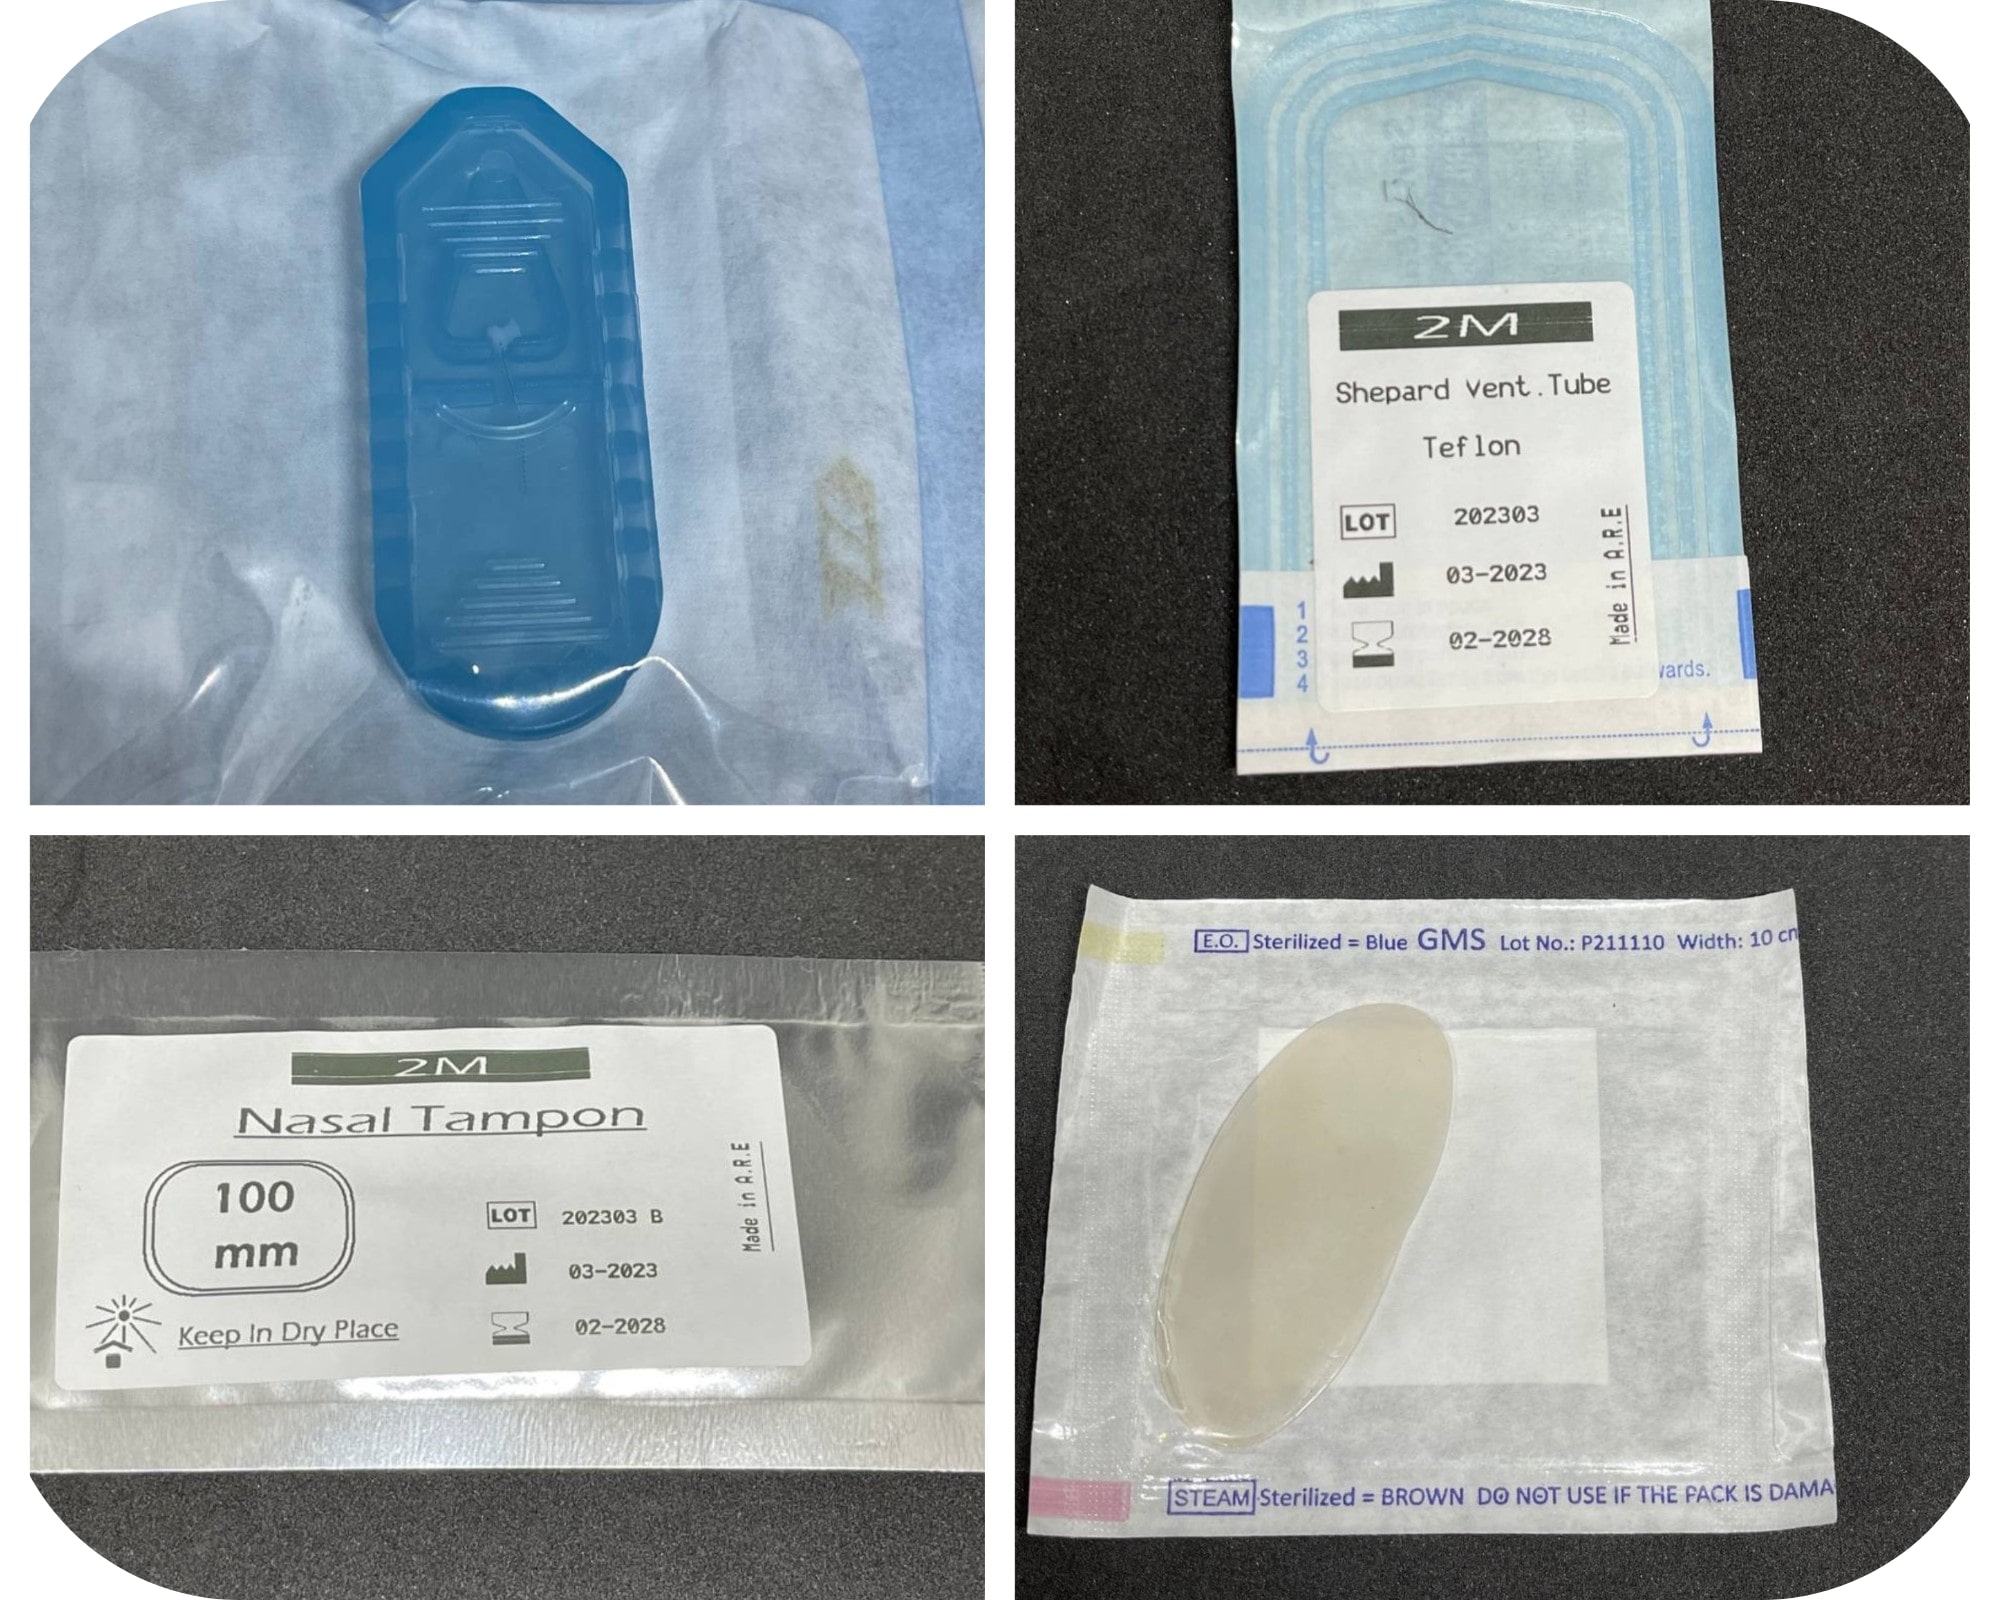 2M
Shepard Vent.Tube
Teflon
LOT 202303
03-2023
02-2028
Made in A.R.E
1
2
3
4
wards.
2M
Nasal Tampon
100
mm
LOT 202303 B
03-2023
02-2028
Keep In Dry Place
Made in A.R.E
E.O. Sterilized = Blue GMS Lot No.: P211110 Width: 10 cm
STEAM Sterilized = BROWN DO NOT USE IF THE PACK IS DAMA